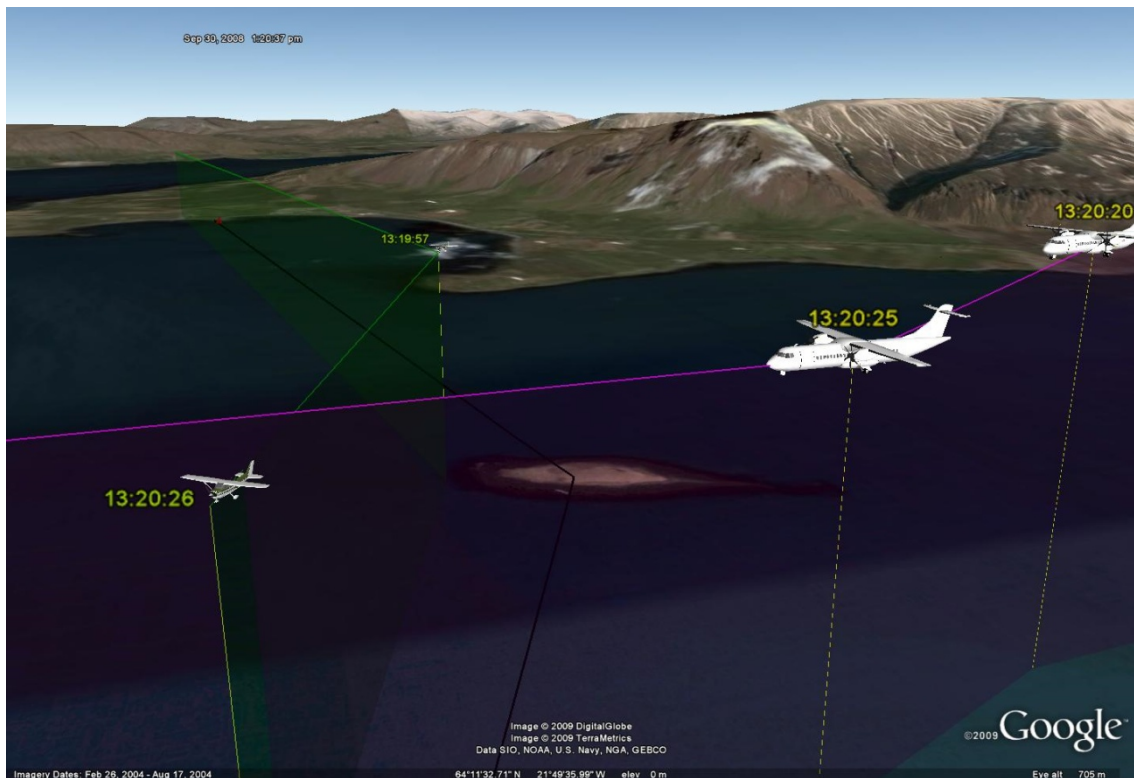 Sep 30, 2008 1:20:37 pm
13:20:20
13:19:57
13:20:25
13:20:26
Image © 2009 DigitalGlobe
Image © 2009 TerraMetrics
Data SIO, NOAA, U.S. Navy, NGA, GEBCO
©2009 Google™
Imagery Dates: Feb 26, 2004 - Aug 17, 2004 64°11'32.71" N 21°49'35.99" W elev 0 m Eye alt 705 m